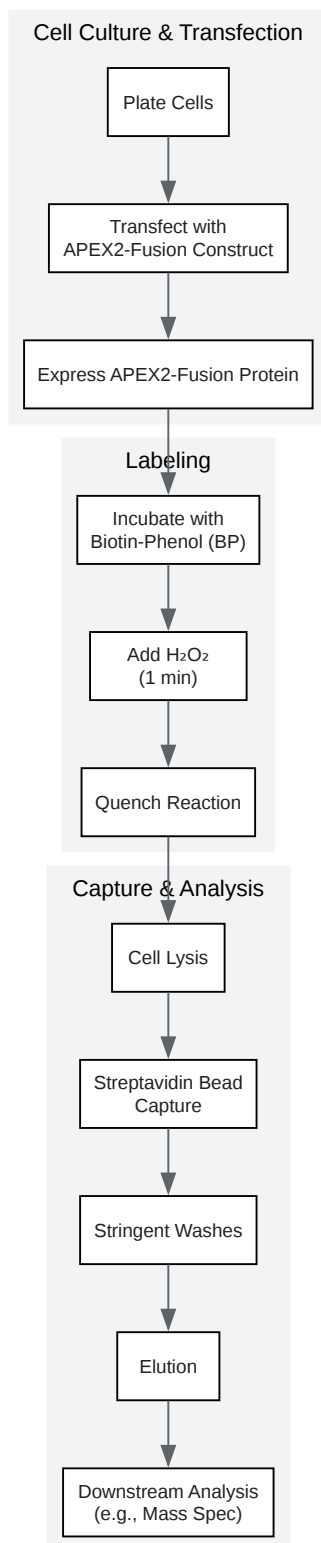 Cell Culture & Transfection
Plate Cells
Transfect with
APEX2-Fusion Construct
Express APEX2-Fusion Protein
Labeling
Incubate with
Biotin-Phenol (BP)
Add H₂O₂
(1 min)
Quench Reaction
Capture & Analysis
Cell Lysis
Streptavidin Bead
Capture
Stringent Washes
Elution
Downstream Analysis
(e.g., Mass Spec)